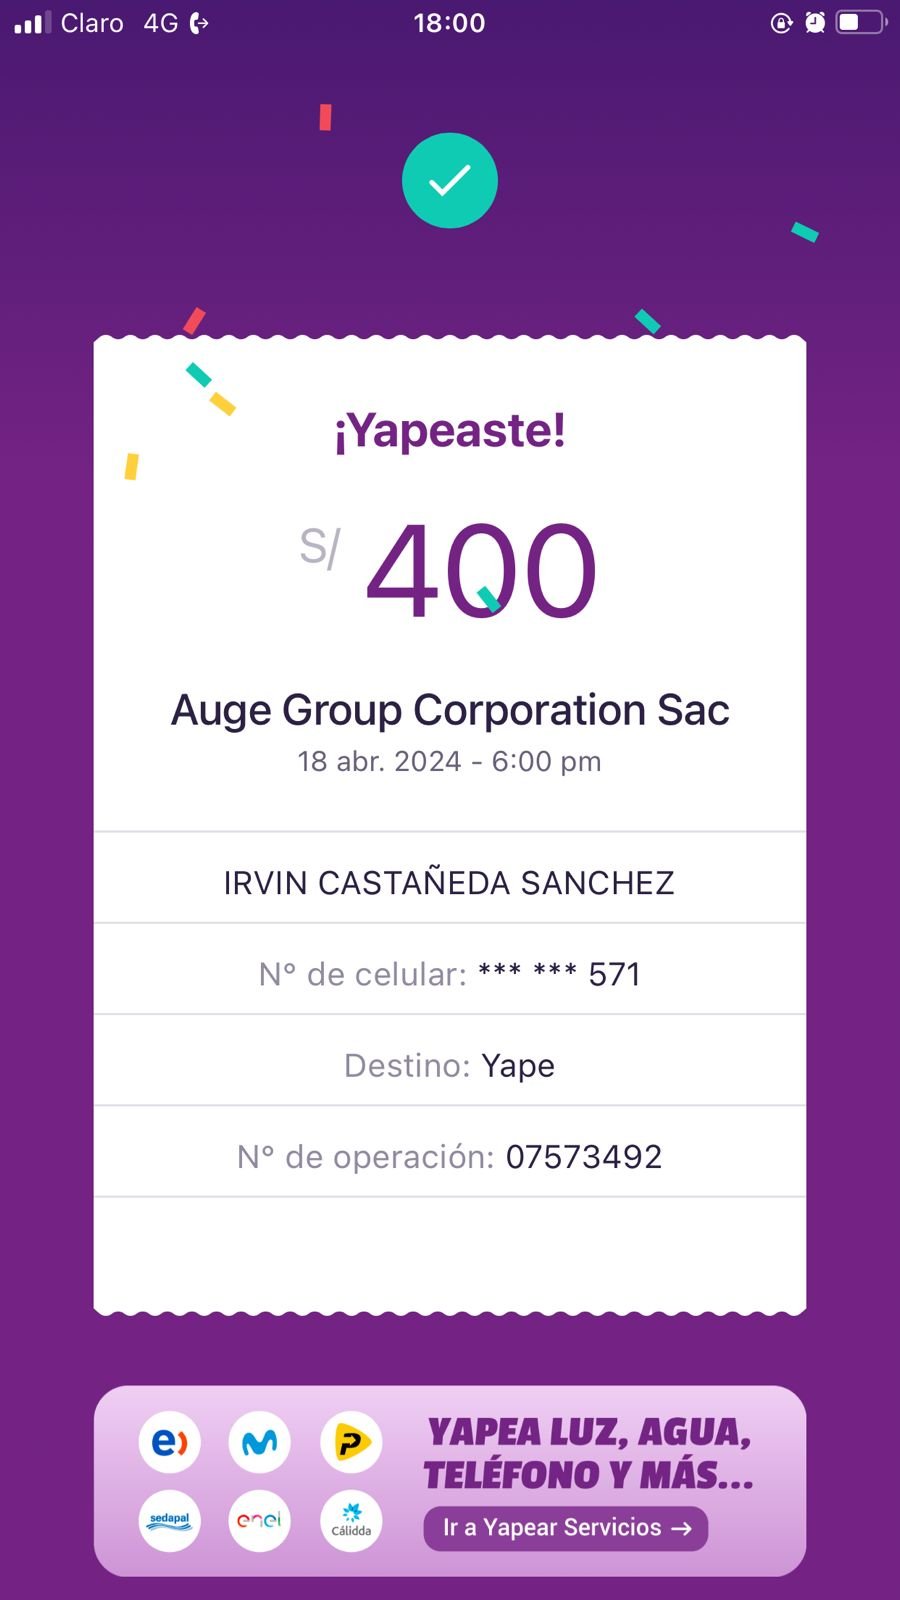 Claro 4G 18:00
¡Yapeaste!
S/ 400
Auge Group Corporation Sac
18 abr. 2024 - 6:00 pm
IRVIN CASTAÑEDA SANCHEZ
N° de celular: *** *** 571
Destino: Yape
N° de operación: 07573492
e)
P
YAPEA LUZ, AGUA,
TELÉFONO Y MÁS...
sedapal
enel
Cálidda
Ir a Yapear Servicios →